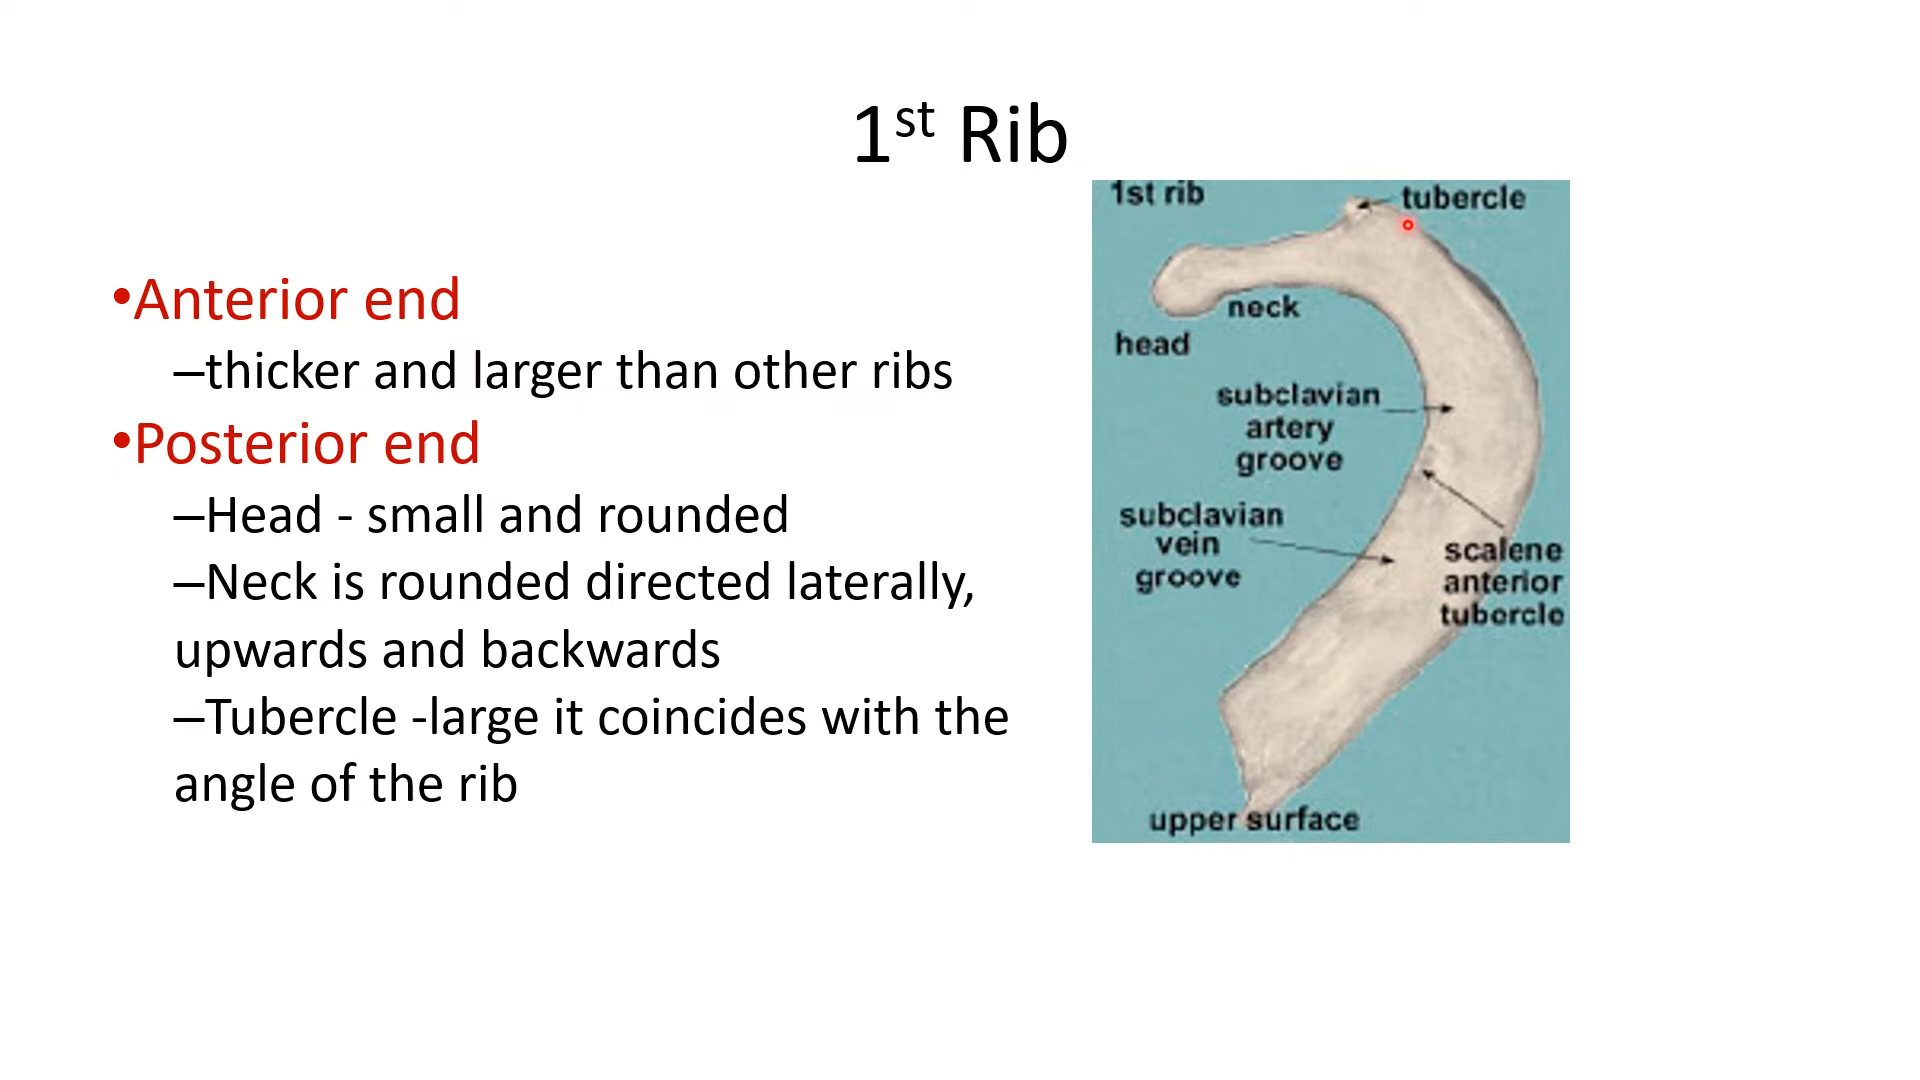 1st Rib
•Anterior end
–thicker and larger than other ribs
•Posterior end
–Head - small and rounded
–Neck is rounded directed laterally,
upwards and backwards
–Tubercle -large it coincides with the
angle of the rib
1st rib
tubercle
neck
head
subclavian
artery
groove
subclavian
vein
groove
scalene
anterior
tubercle
upper surface